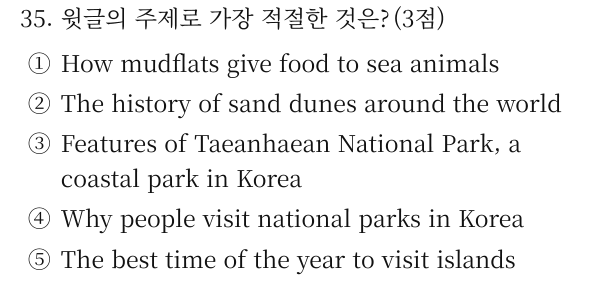 35. 윗글의 주제로 가장 적절한 것은?(3점)
① How mudflats give food to sea animals
② The history of sand dunes around the world
③ Features of Taeanhaean National Park, a
coastal park in Korea
④ Why people visit national parks in Korea
⑤ The best time of the year to visit islands